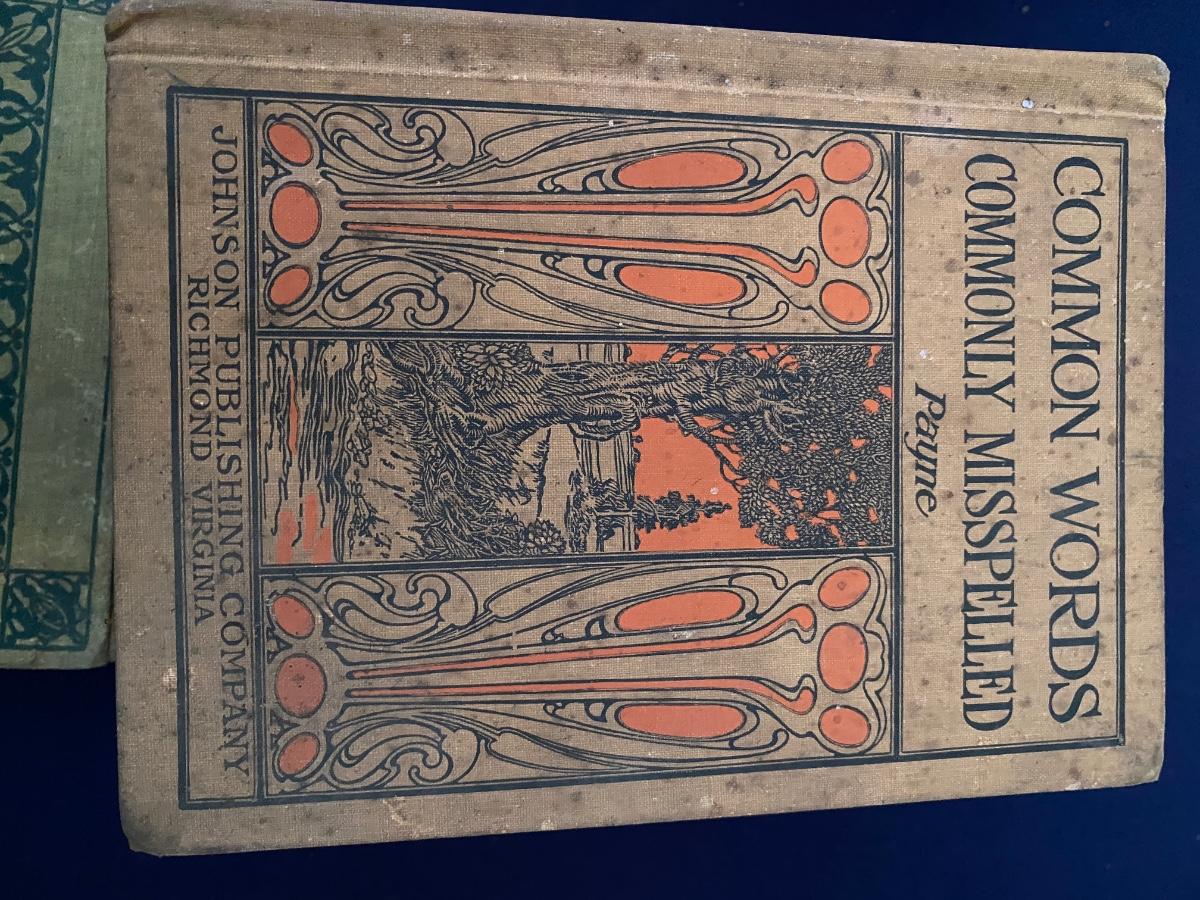 COMMON WORDS
COMMONLY MISSPELLED
Payne
JOHNSON PUBLISHING COMPANY
RICHMOND VIRGINIA